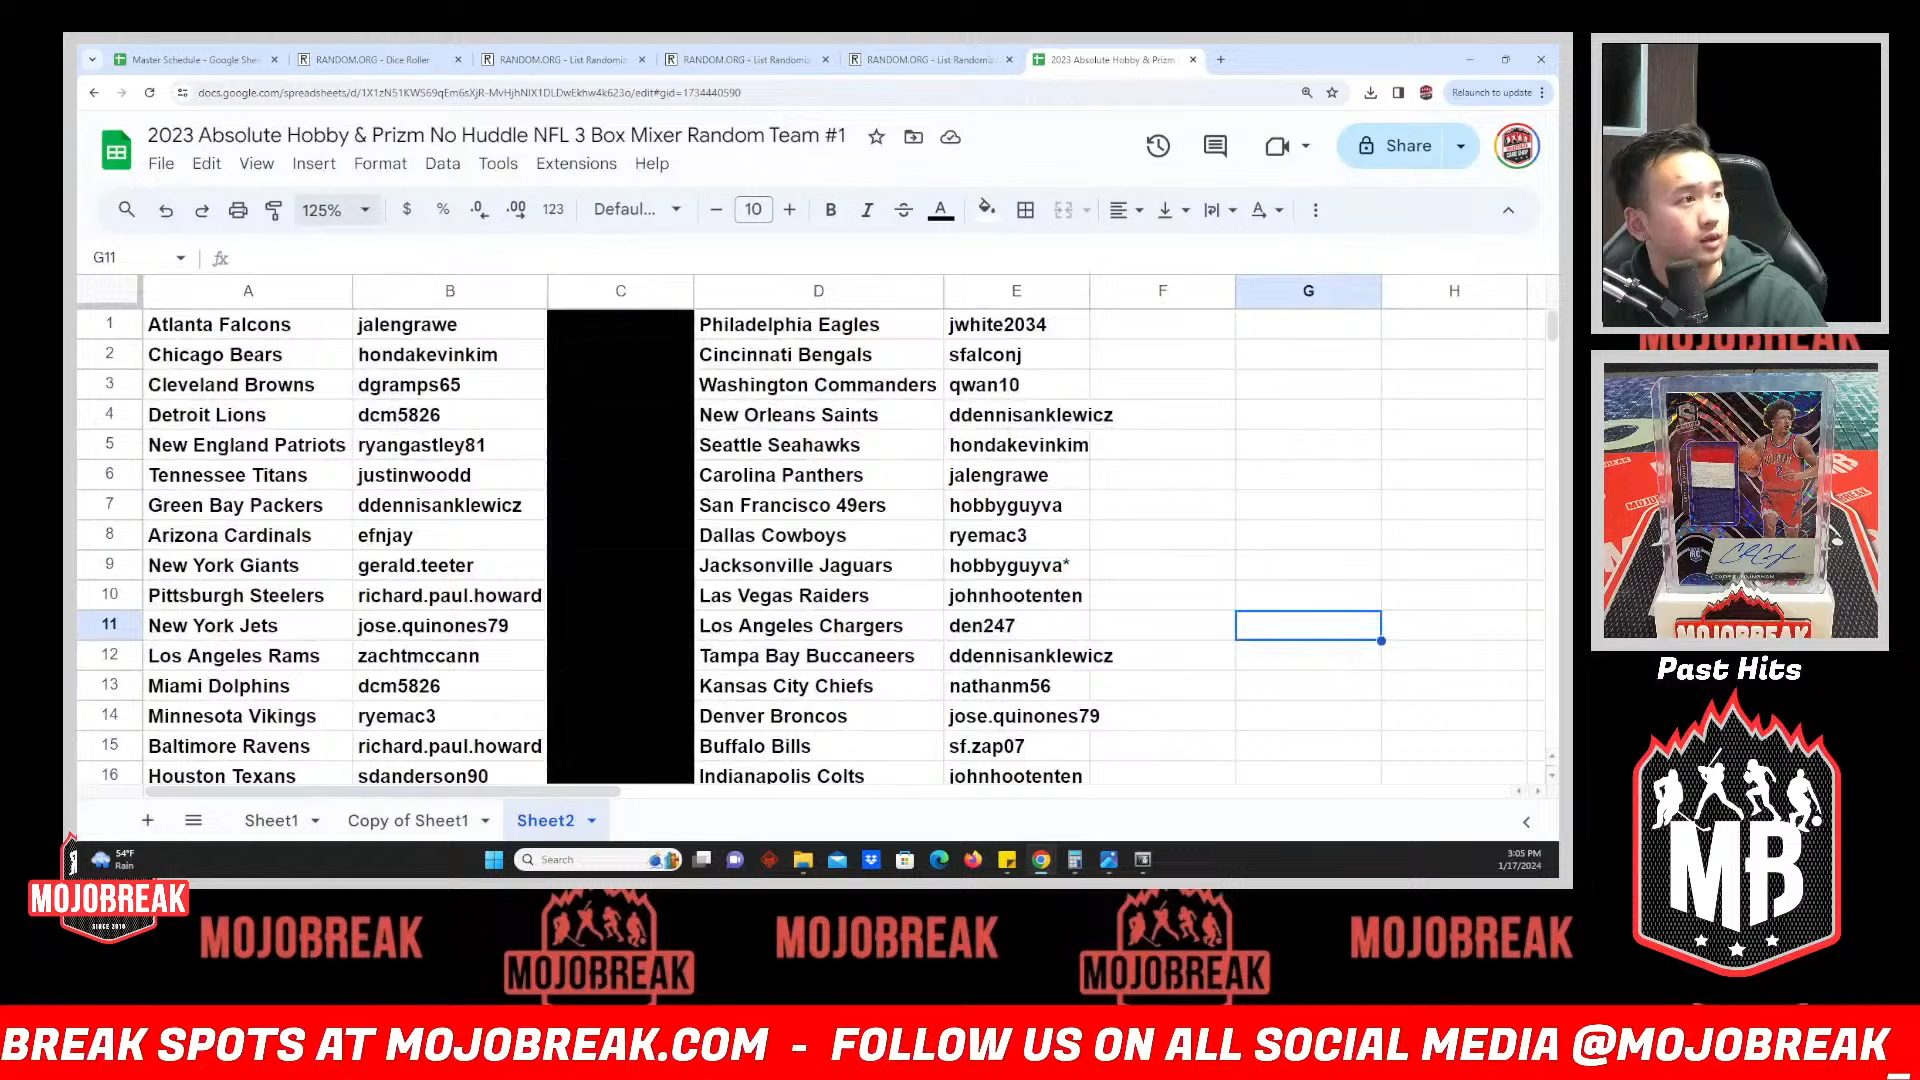 Master Schedule - Google Shee
RANDOM.ORG - Dice Roller
RANDOM.ORG - List Randomiz
RANDOM.ORG - List Randomiz
RANDOM.ORG - List Randomiz
2023 Absolute Hobby & Prizm
docs.google.com/spreadsheets/d/1X1zN51KWS69qEm6sXjR-MvHjhNIX1DLDwEkhw4k623o/edit#gid=1734440590
Relaunch to update
2023 Absolute Hobby & Prizm No Huddle NFL 3 Box Mixer Random Team #1
File Edit View Insert Format Data Tools Extensions Help
Share
125% $ % .0 .00 123 Defaul... 10 B I A
G11 fx
A B C D E F G H
1 Atlanta Falcons jalengrawe Philadelphia Eagles jwhite2034
2 Chicago Bears hondakevinkim Cincinnati Bengals sfalconj
3 Cleveland Browns dgramps65 Washington Commanders qwan10
4 Detroit Lions dcm5826 New Orleans Saints ddennisanklewicz
5 New England Patriots ryangastley81 Seattle Seahawks hondakevinkim
6 Tennessee Titans justinwoodd Carolina Panthers jalengrawe
7 Green Bay Packers ddennisanklewicz San Francisco 49ers hobbyguyva
8 Arizona Cardinals efnjay Dallas Cowboys ryemac3
9 New York Giants gerald.teeter Jacksonville Jaguars hobbyguyva*
10 Pittsburgh Steelers richard.paul.howard Las Vegas Raiders johnhootenten
11 New York Jets jose.quinones79 Los Angeles Chargers den247
12 Los Angeles Rams zachtmccann Tampa Bay Buccaneers ddennisanklewicz
13 Miami Dolphins dcm5826 Kansas City Chiefs nathanm56
14 Minnesota Vikings ryemac3 Denver Broncos jose.quinones79
15 Baltimore Ravens richard.paul.howard Buffalo Bills sf.zap07
16 Houston Texans sdanderson90 Indianapolis Colts johnhootenten
Sheet1 Copy of Sheet1 Sheet2
54°F
Rain
Search
3:05 PM
1/17/2024
MOJOBREAK
MOJOBREAK
Past Hits
MB
MOJOBREAK
SINCE 2010
MOJOBREAK
MOJOBREAK
MOJOBREAK
MOJOBREAK
MOJOBREAK
BREAK SPOTS AT MOJOBREAK.COM - FOLLOW US ON ALL SOCIAL MEDIA @MOJOBREAK